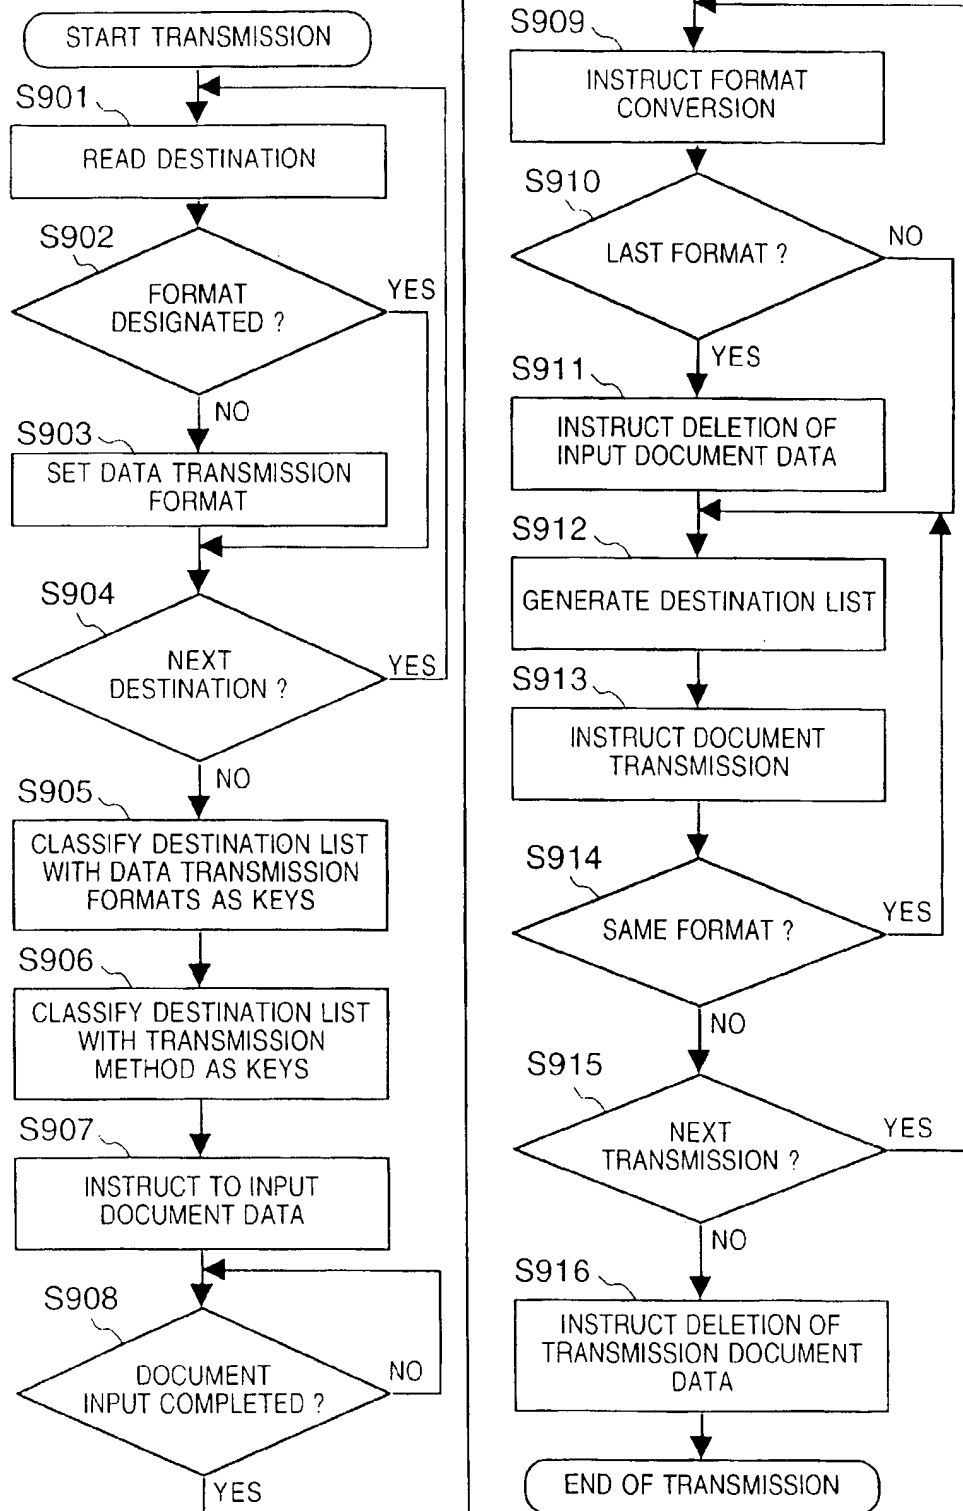 START TRANSMISSION
S901
READ DESTINATION
S902
FORMAT
DESIGNATED ?
YES
NO
S903
SET DATA TRANSMISSION
FORMAT
S904
NEXT
DESTINATION ?
YES
NO
S905
CLASSIFY DESTINATION LIST
WITH DATA TRANSMISSION
FORMATS AS KEYS
S906
CLASSIFY DESTINATION LIST
WITH TRANSMISSION
METHOD AS KEYS
S907
INSTRUCT TO INPUT
DOCUMENT DATA
S908
DOCUMENT
INPUT COMPLETED ?
NO
YES
S909
INSTRUCT FORMAT
CONVERSION
S910
LAST FORMAT ?
NO
YES
S911
INSTRUCT DELETION OF
INPUT DOCUMENT DATA
S912
GENERATE DESTINATION LIST
S913
INSTRUCT DOCUMENT
TRANSMISSION
S914
SAME FORMAT ?
YES
NO
S915
NEXT
TRANSMISSION ?
YES
NO
S916
INSTRUCT DELETION OF
TRANSMISSION DOCUMENT
DATA
END OF TRANSMISSION